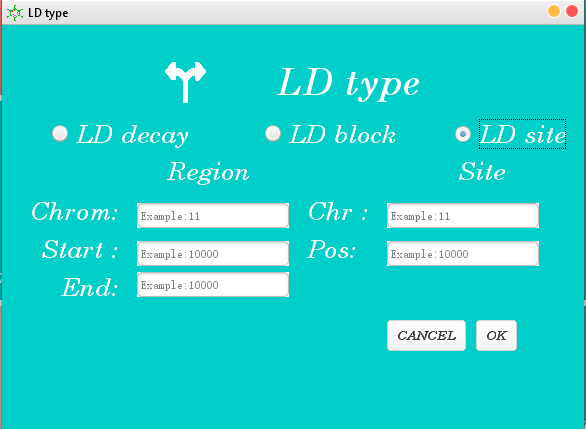 LD type
LD type
LD decay LD block LD site
Region Site
Chrom: Example:11 Chr : Example:11
Start : Example:10000 Pos: Example:10000
End: Example:10000
CANCEL OK